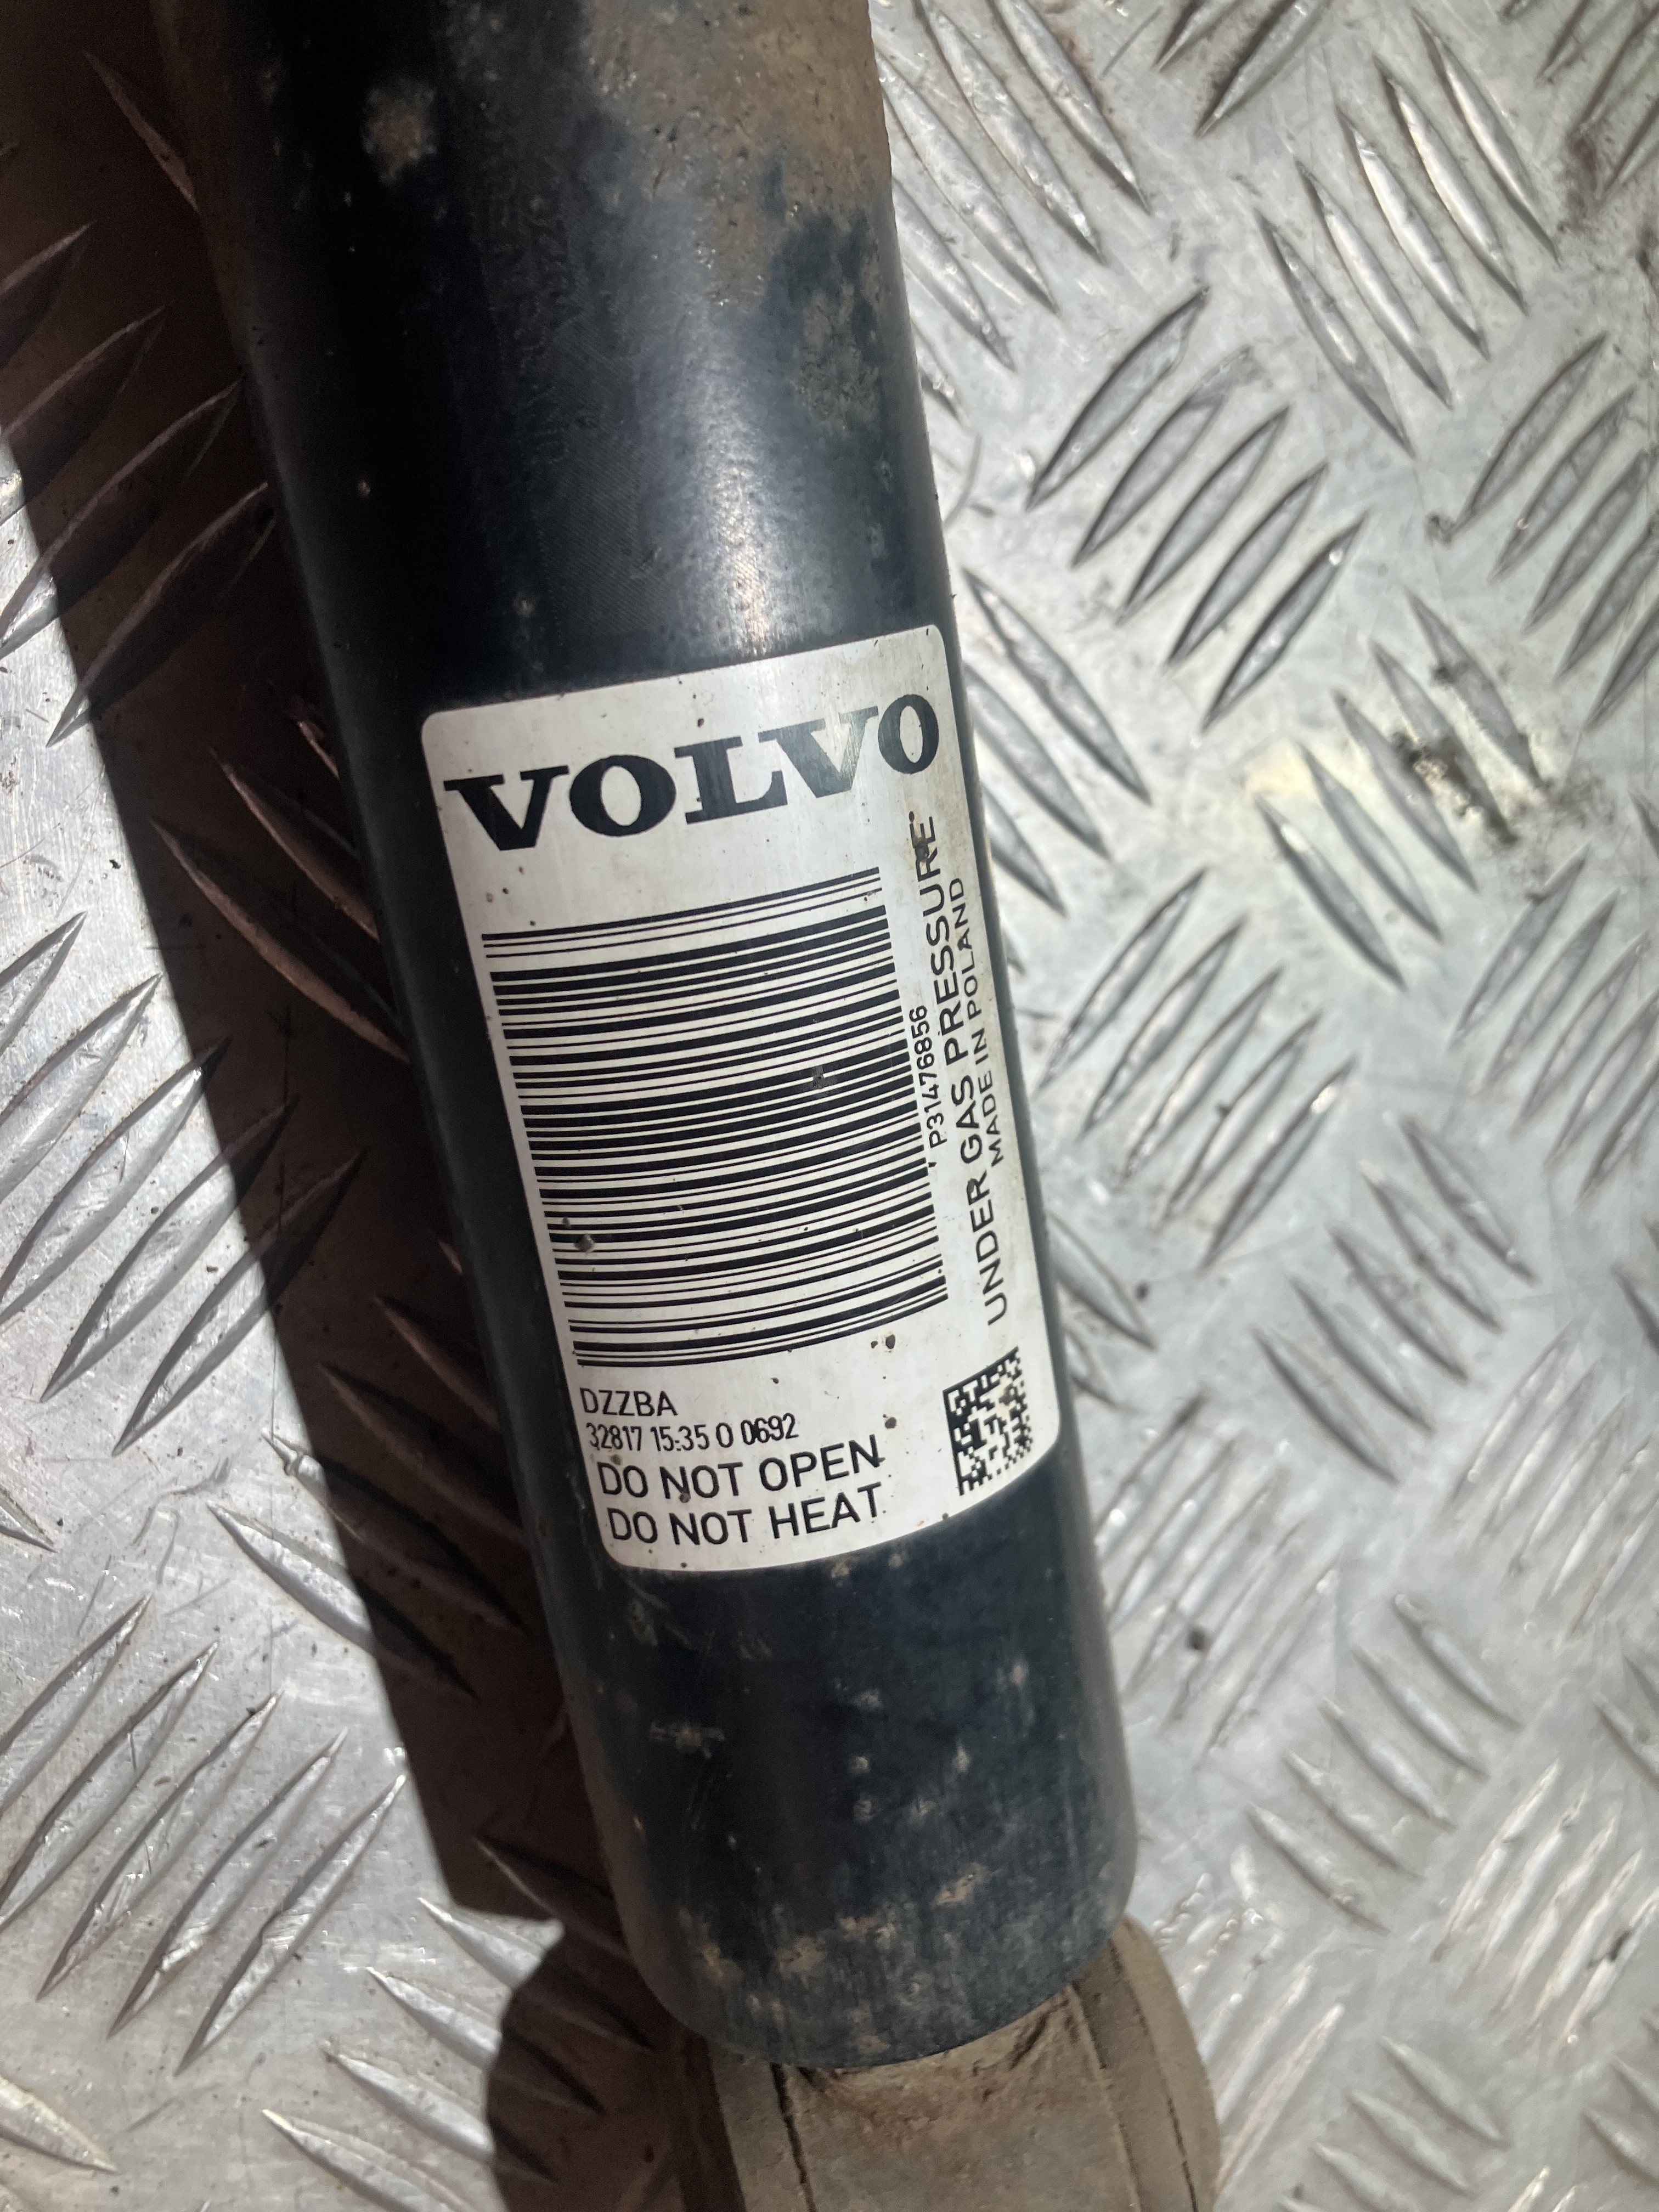 VOLVO
P31476856
UNDER GAS PRESSURE
MADE IN POLAND
DZZBA
32817 15:35 0 0692
DO NOT OPEN
DO NOT HEAT